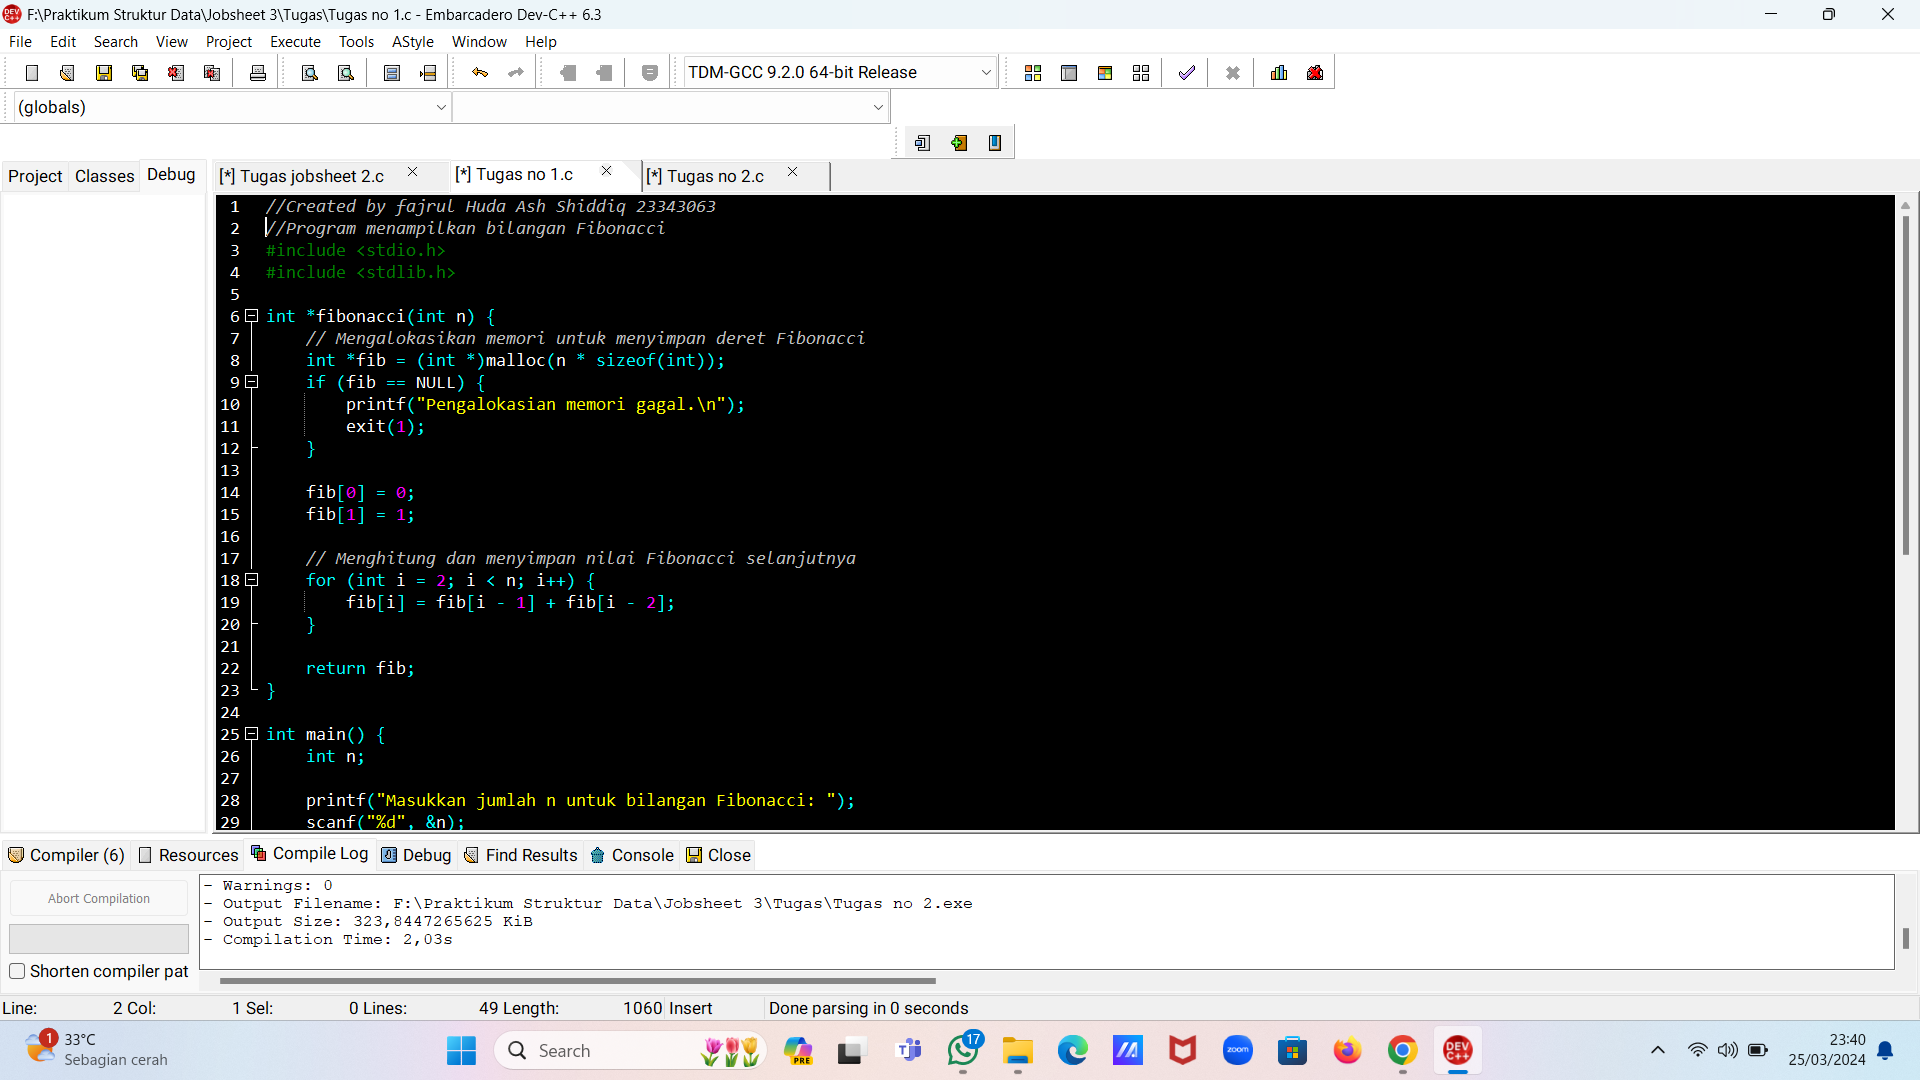 F:\Praktikum Struktur Data\Jobsheet 3\Tugas\Tugas no 1.c - Embarcadero Dev-C++ 6.3
File Edit Search View Project Execute Tools AStyle Window Help
TDM-GCC 9.2.0 64-bit Release
(globals)
Project Classes Debug
[*] Tugas jobsheet 2.c [*] Tugas no 1.c [*] Tugas no 2.c
1 //Created by fajrul Huda Ash Shiddiq 23343063
2 //Program menampilkan bilangan Fibonacci
3 #include <stdio.h>
4 #include <stdlib.h>
5
6 int *fibonacci(int n) {
7 // Mengalokasikan memori untuk menyimpan deret Fibonacci
8 int *fib = (int *)malloc(n * sizeof(int));
9 if (fib == NULL) {
10 printf("Pengalokasian memori gagal.\n");
11 exit(1);
12 }
13
14 fib[0] = 0;
15 fib[1] = 1;
16
17 // Menghitung dan menyimpan nilai Fibonacci selanjutnya
18 for (int i = 2; i < n; i++) {
19 fib[i] = fib[i - 1] + fib[i - 2];
20 }
21
22 return fib;
23 }
24
25 int main() {
26 int n;
27
28 printf("Masukkan jumlah n untuk bilangan Fibonacci: ");
29 scanf("%d", &n);
Compiler (6) Resources Compile Log Debug Find Results Console Close
Abort Compilation
Shorten compiler pat
- Warnings: 0
- Output Filename: F:\Praktikum Struktur Data\Jobsheet 3\Tugas\Tugas no 2.exe
- Output Size: 323,8447265625 KiB
- Compilation Time: 2,03s
Line: 2 Col: 1 Sel: 0 Lines: 49 Length: 1060 Insert Done parsing in 0 seconds
1 33°C
Sebagian cerah
Search
PRE
17
zoom
DEV C++
23:40
25/03/2024